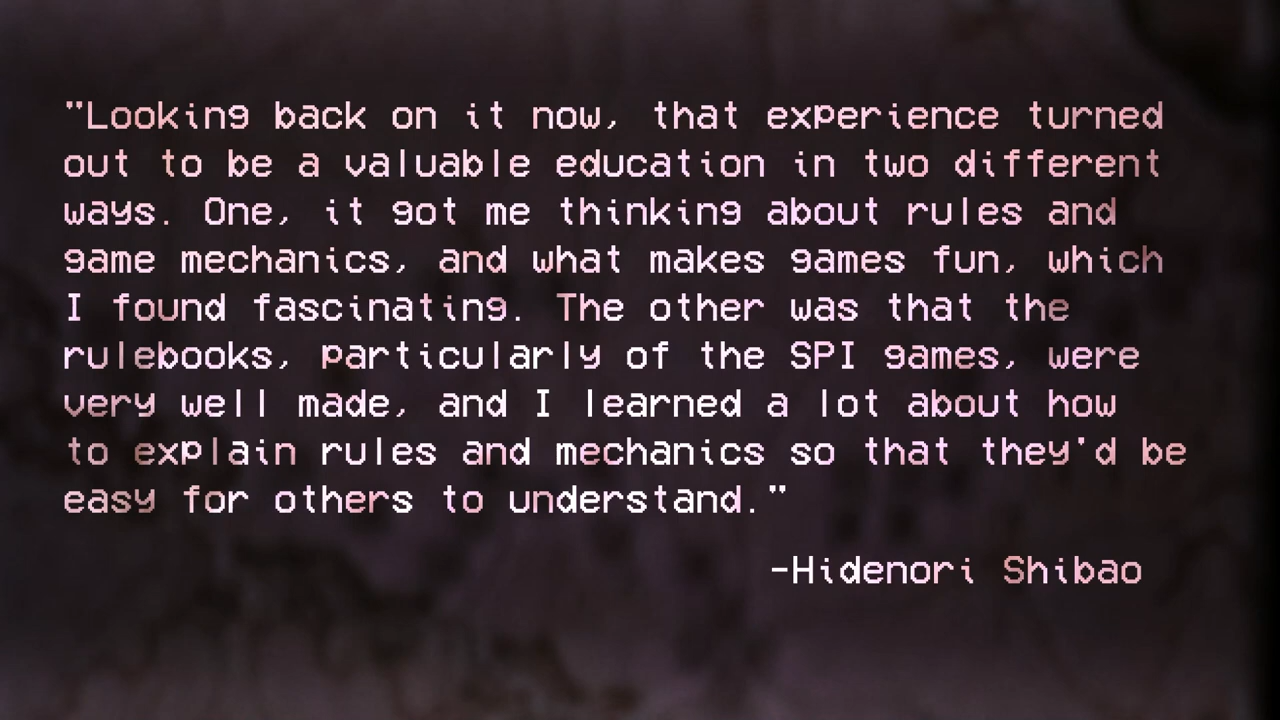 "Looking back on it now, that experience turned
out to be a valuable education in two different
ways. One, it got me thinking about rules and
game mechanics, and what makes games fun, which
I found fascinating. The other was that the
rulebooks, particularly of the SPI games, were
very well made, and I learned a lot about how
to explain rules and mechanics so that they'd be
easy for others to understand."
-Hidenori Shibao